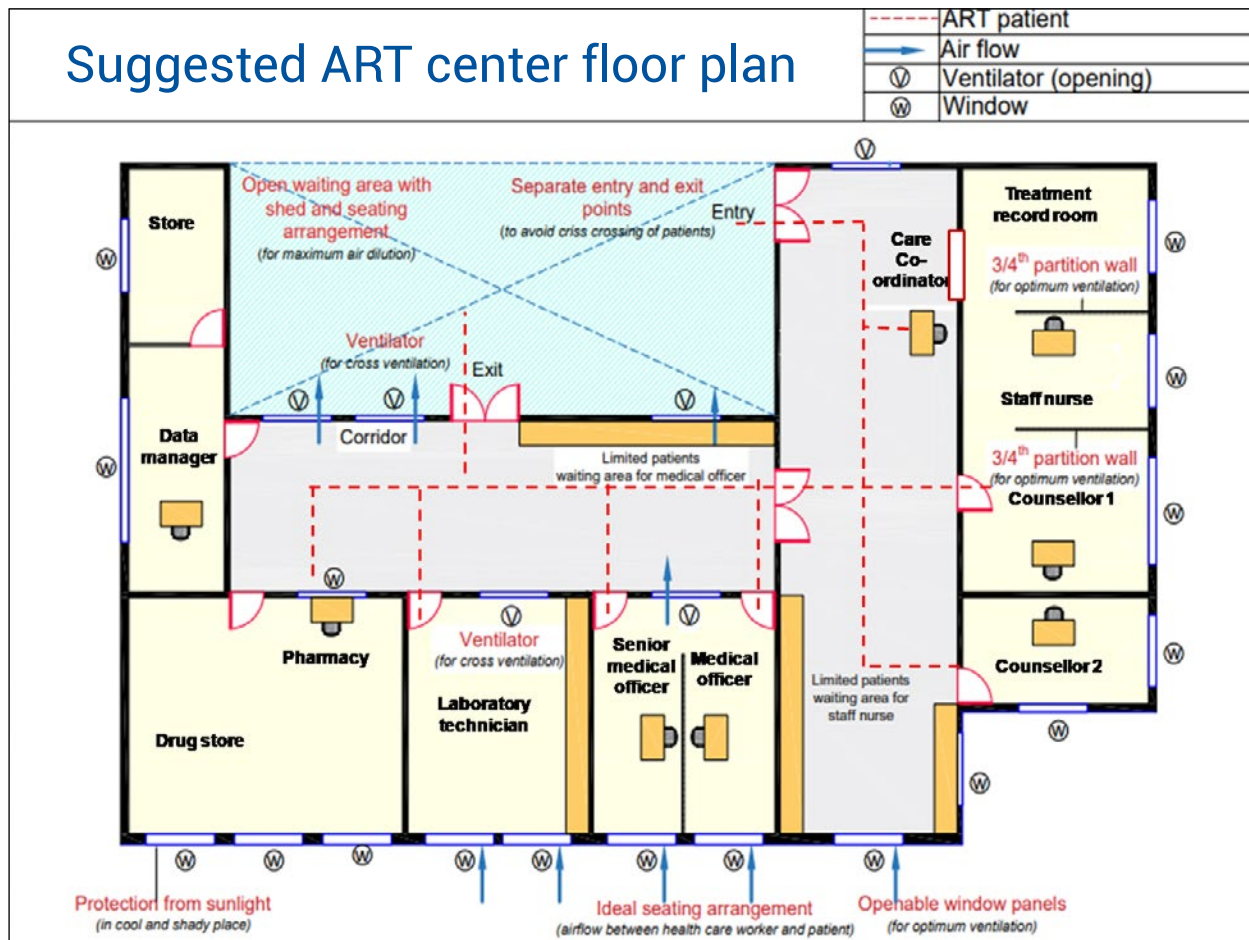 Suggested ART center floor plan
ART patient
Air flow
V Ventilator (opening)
W Window
V
Open waiting area with
shed and seating
arrangement
(for maximum air dilution)
Separate entry and exit
points
(to avoid criss crossing of patients)
Entry
Store
W
Treatment
record room
W
Care
Co-
ordinator
3/4th partition wall
(for optimum ventilation)
Ventilator
(for cross ventilation)
Exit
V
V
V
W
Staff nurse
Corridor
Data
manager
W
Limited patients
waiting area for medical officer
3/4th partition wall
(for optimum ventilation)
Counsellor 1
W
W
V
V
Pharmacy
Ventilator
(for cross ventilation)
Senior
medical
officer
Medical
officer
Counsellor 2
W
Limited patients
waiting area for
staff nurse
Laboratory
technician
Drug store
W
W
W
W
W
W
W
W
W
W
Protection from sunlight
(in cool and shady place)
Ideal seating arrangement
(airflow between health care worker and patient)
Openable window panels
(for optimum ventilation)